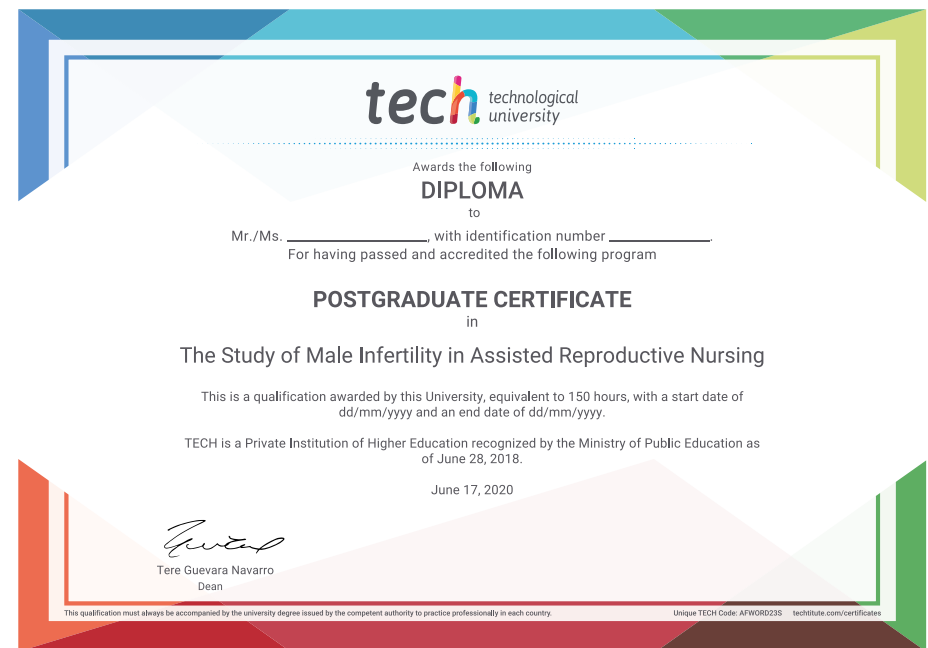 tech technological
university
Awards the following
DIPLOMA
to
Mr./Ms. ____________________, with identification number ______________.
For having passed and accredited the following program
POSTGRADUATE CERTIFICATE
in
The Study of Male Infertility in Assisted Reproductive Nursing
This is a qualification awarded by this University, equivalent to 150 hours, with a start date of
dd/mm/yyyy and an end date of dd/mm/yyyy.
TECH is a Private Institution of Higher Education recognized by the Ministry of Public Education as
of June 28, 2018.
June 17, 2020
Tere Guevara Navarro
Dean
This qualification must always be accompanied by the university degree issued by the competent authority to practice professionally in each country.
Unique TECH Code: AFWORD23S techtitute.com/certificates